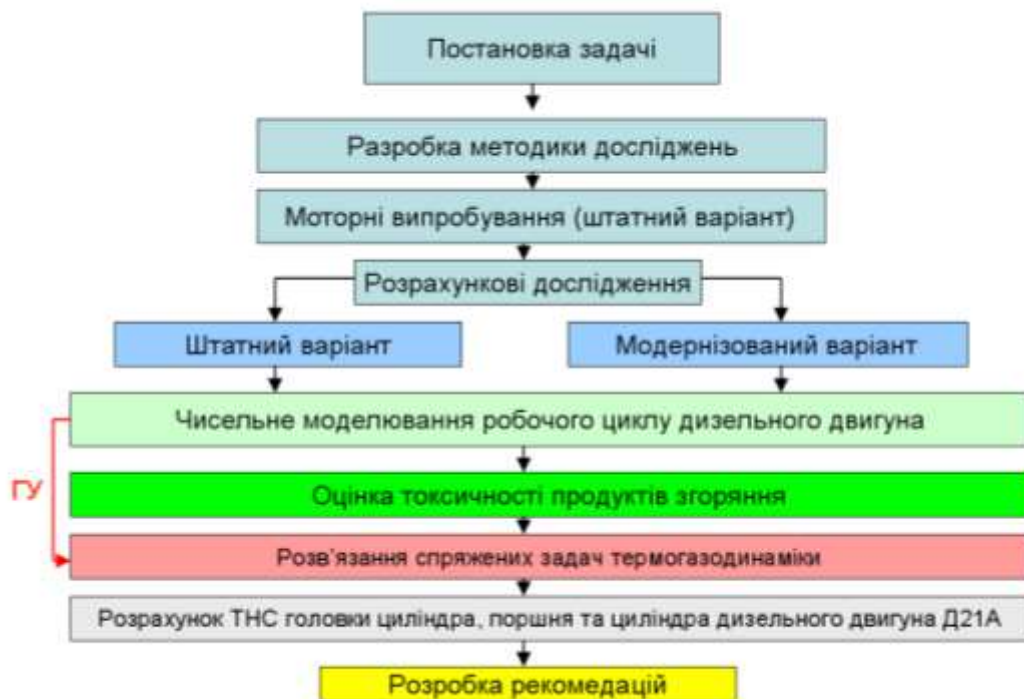 Постановка задачі
Разробка методики досліджень
Моторні випробування (штатний варіант)
Розрахункові дослідження
Штатний варіант
Модернізований варіант
Чисельне моделювання робочого циклу дизельного двигуна
ГУ
Оцінка токсичності продуктів згоряння
Розв'язання спряжених задач термогазодинаміки
Розрахунок ТНС головки циліндра, поршня та циліндра дизельного двигуна Д21А
Розробка рекомедацій